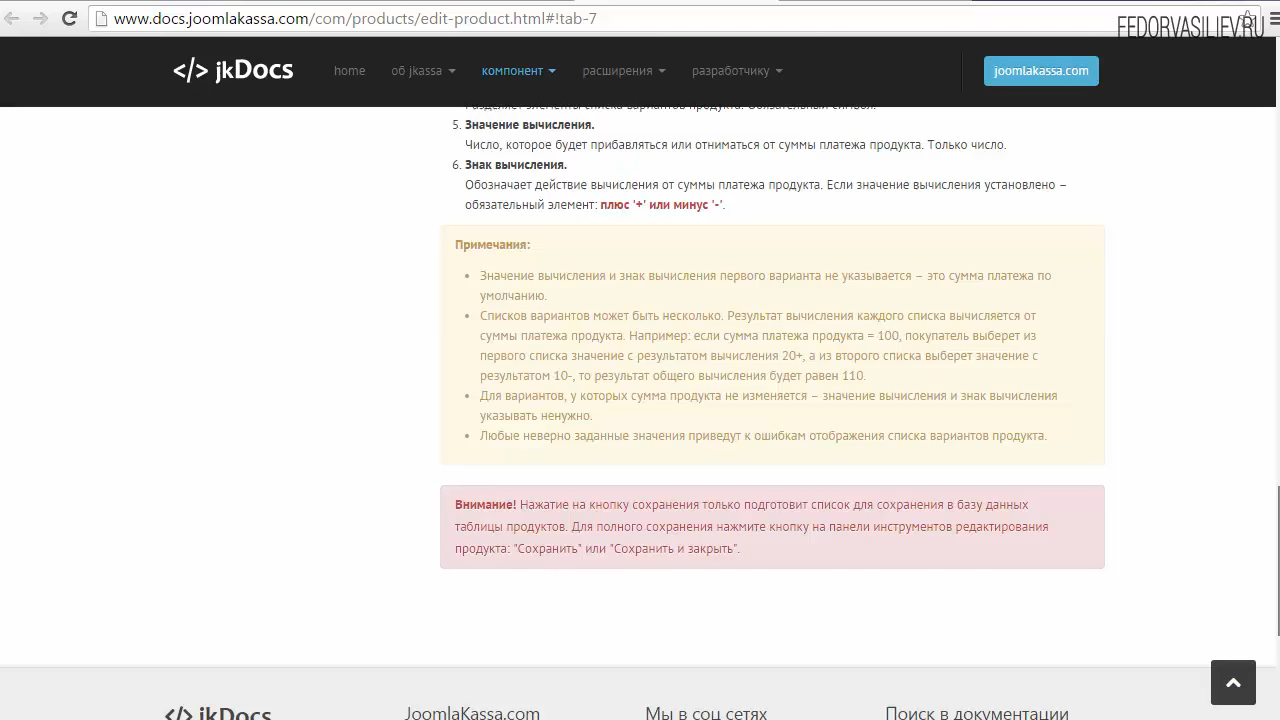 www.docs.joomlakassa.com/com/products/edit-product.html#!tab-7
FEDORVASILIEV.RU
</> jkDocs
home
об jkassa
компонент
расширения
разработчику
joomlakassa.com
Разделяет элементы списка вариантов продукта. Обязательный символ.
5. Значение вычисления.
Число, которое будет прибавляться или отниматься от суммы платежа продукта. Только число.
6. Знак вычисления.
Обозначает действие вычисления от суммы платежа продукта. Если значение вычисления установлено –
обязательный элемент: плюс '+' или минус '-'.
Примечания:
• Значение вычисления и знак вычисления первого варианта не указывается – это сумма платежа по
умолчанию.
• Списков вариантов может быть несколько. Результат вычисления каждого списка вычисляется от
суммы платежа продукта. Например: если сумма платежа продукта = 100, покупатель выберет из
первого списка значение с результатом вычисления 20+, а из второго списка выберет значение с
результатом 10-, то результат общего вычисления будет равен 110.
• Для вариантов, у которых сумма продукта не изменяется – значение вычисления и знак вычисления
указывать ненужно.
• Любые неверно заданные значения приведут к ошибкам отображения списка вариантов продукта.
Внимание! Нажатие на кнопку сохранения только подготовит список для сохранения в базу данных
таблицы продуктов. Для полного сохранения нажмите кнопку на панели инструментов редактирования
продукта: "Сохранить" или "Сохранить и закрыть".
</> jkDocs
JoomlaKassa.com
Мы в соц сетях
Поиск в документации